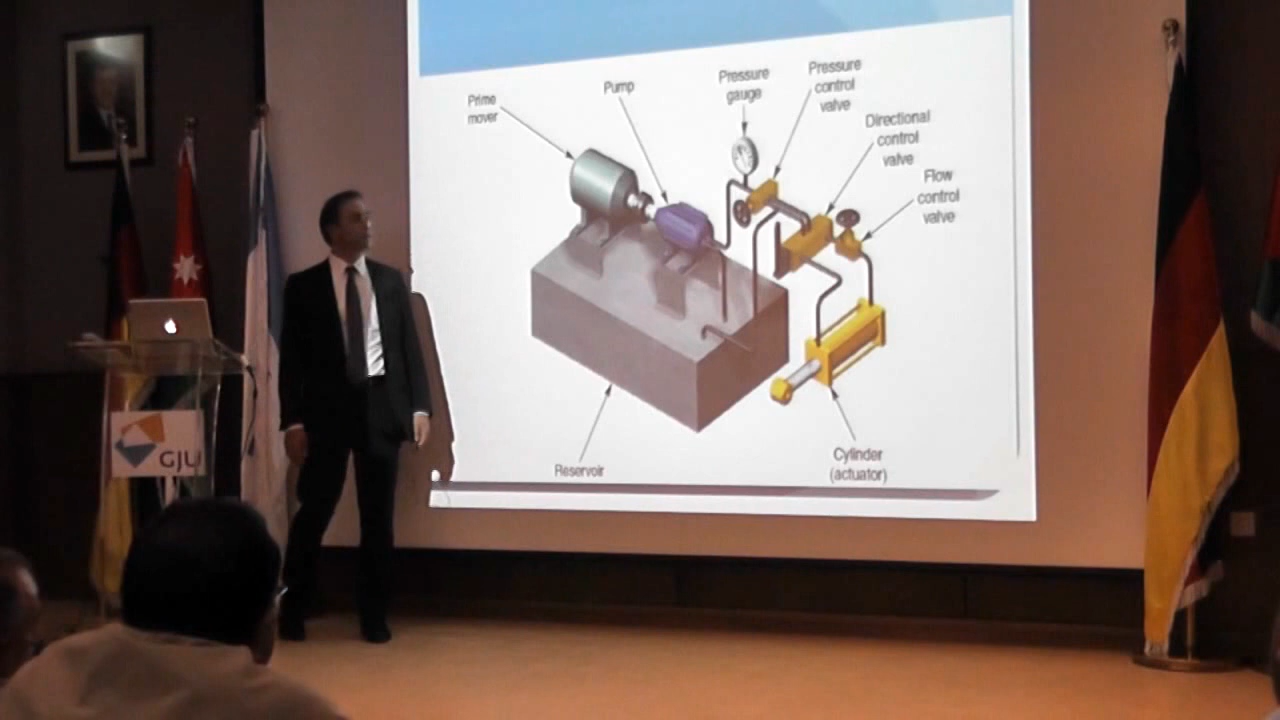 Prime
mover
Pump
Pressure
gauge
Pressure
control
valve
Directional
control
valve
Flow
control
valve
Reservoir
Cylinder
(actuator)
GJU